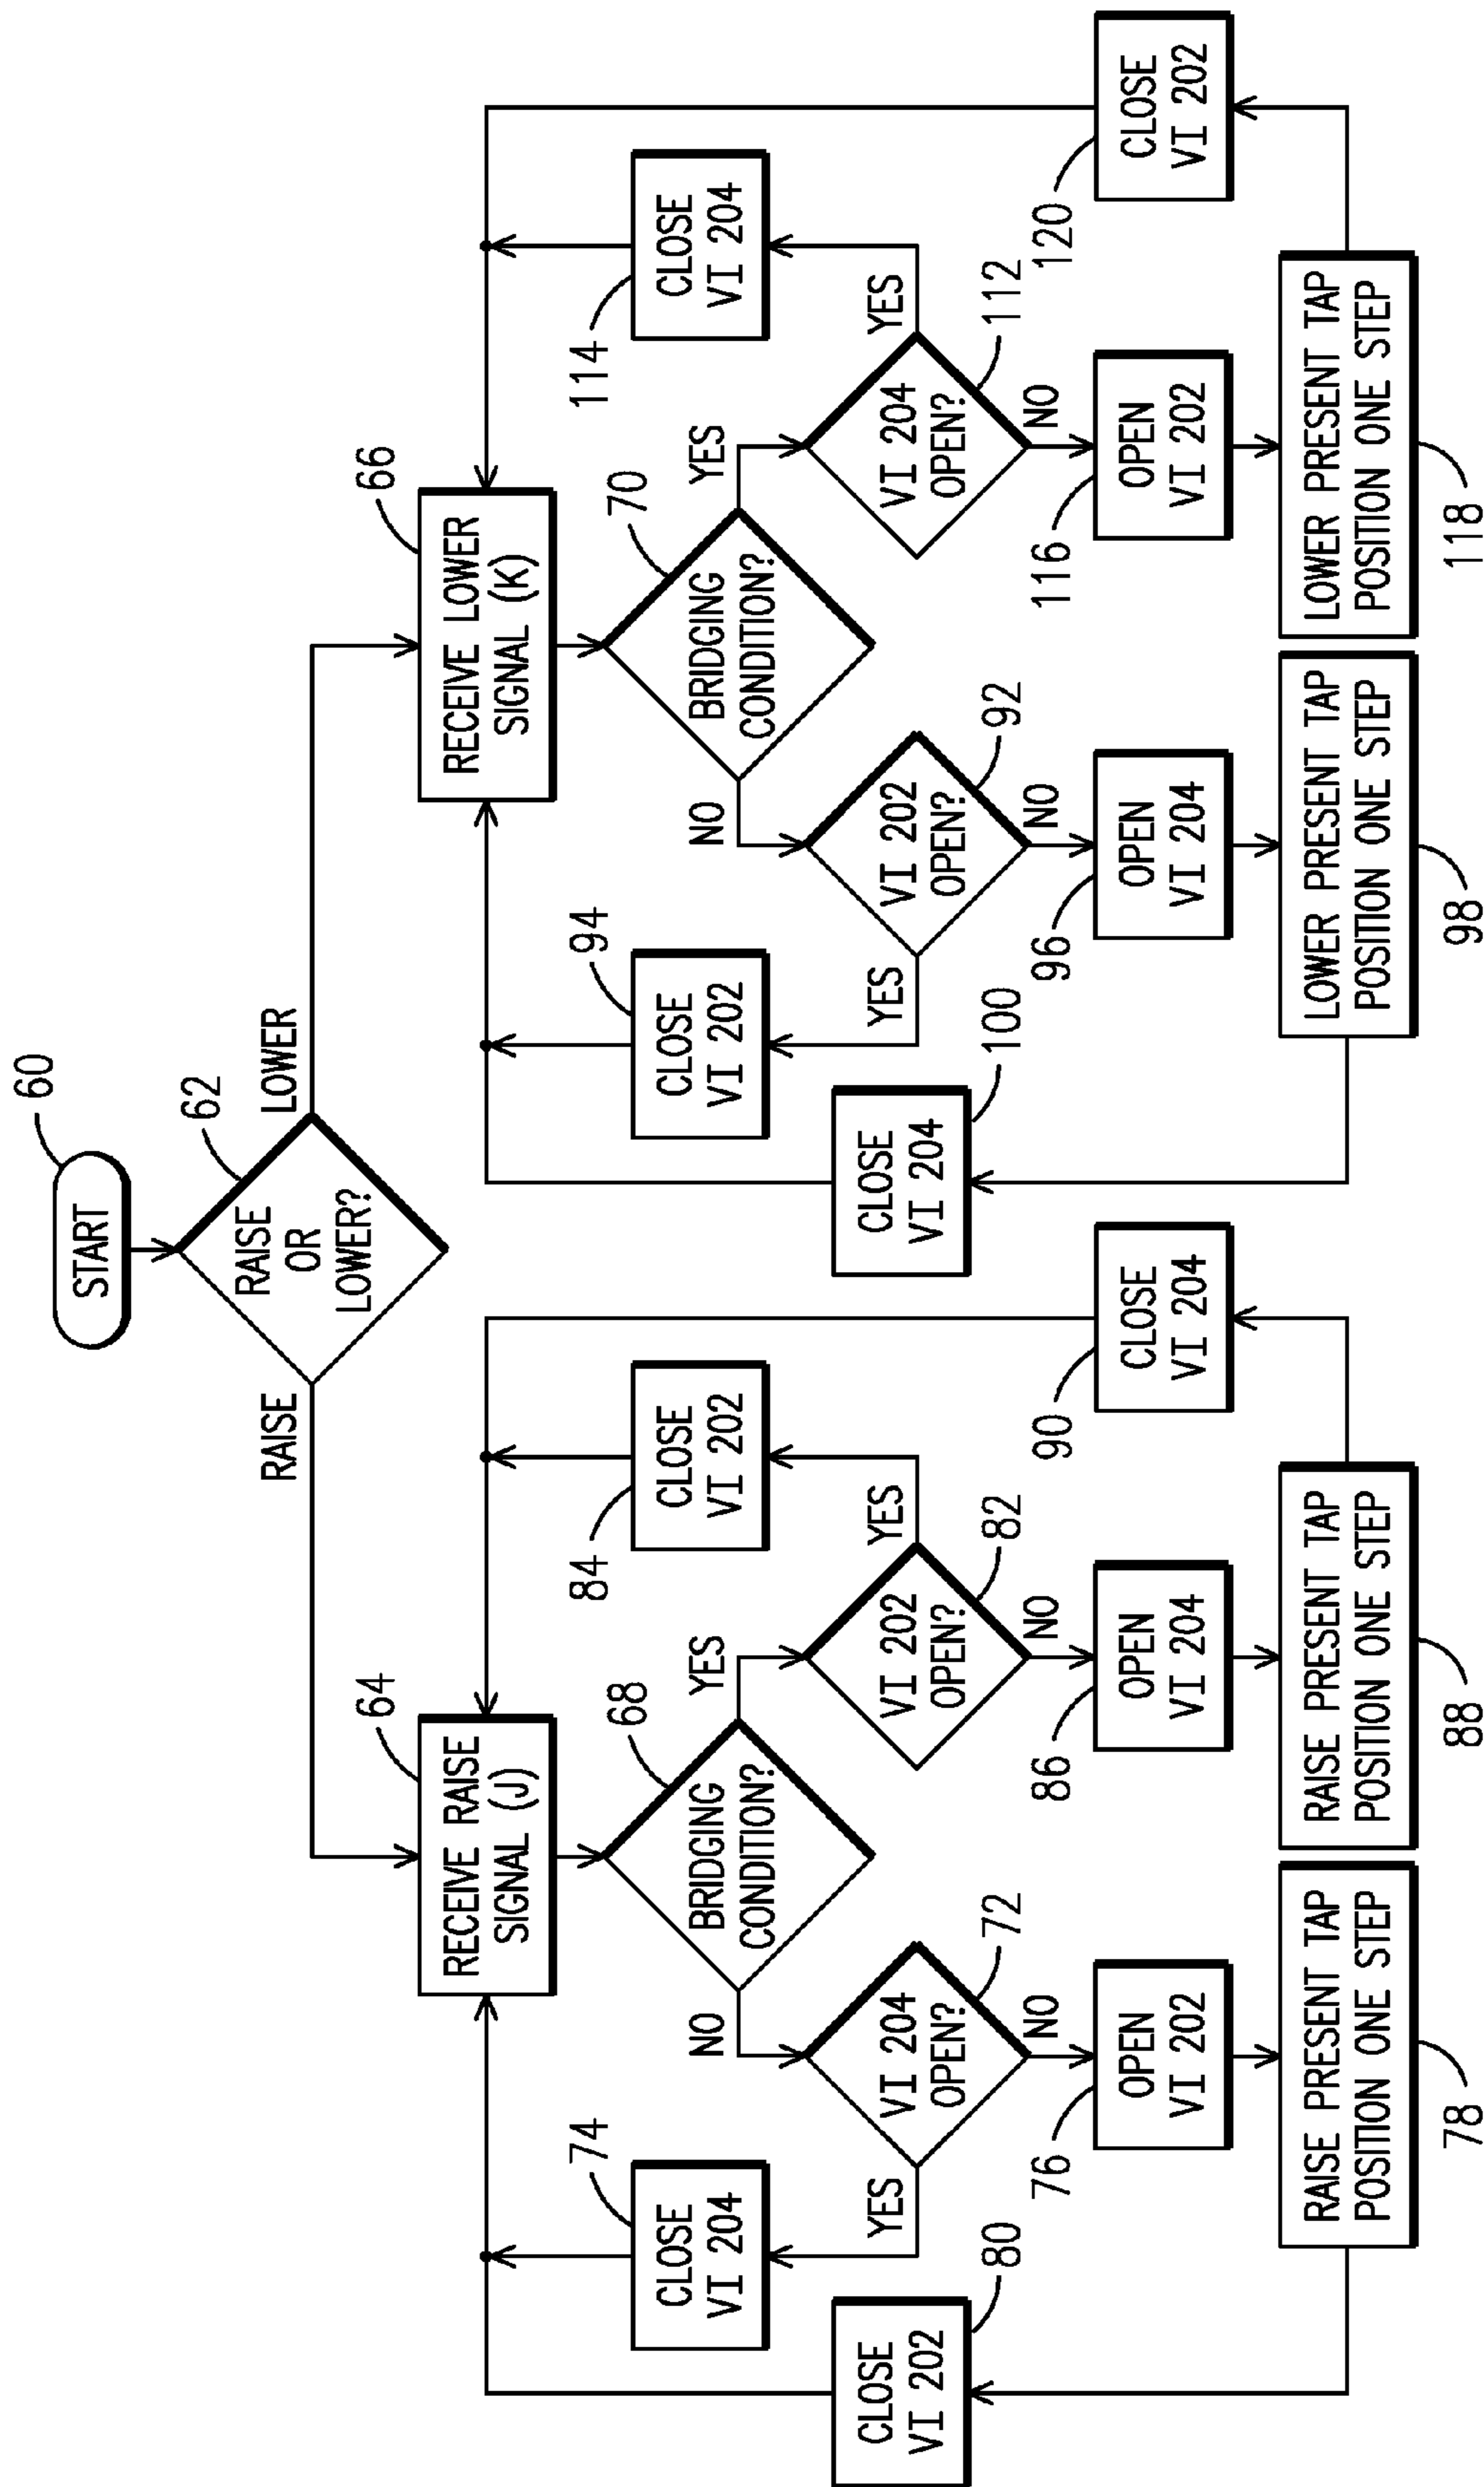 60
START
62
RAISE
OR
LOWER?
RAISE
LOWER
64
RECEIVE RAISE
SIGNAL (J)
66
RECEIVE LOWER
SIGNAL (K)
68
BRIDGING
CONDITION?
NO
YES
70
BRIDGING
CONDITION?
NO
YES
74
CLOSE
VI 204
84
CLOSE
VI 202
94
CLOSE
VI 202
114
CLOSE
VI 204
72
VI 204
OPEN?
YES
NO
82
VI 202
OPEN?
YES
NO
92
VI 202
OPEN?
YES
NO
112
VI 204
OPEN?
YES
NO
80
CLOSE
VI 202
76
OPEN
VI 202
86
OPEN
VI 204
90
CLOSE
VI 204
100
CLOSE
VI 204
96
OPEN
VI 204
116
OPEN
VI 202
120
CLOSE
VI 202
RAISE PRESENT TAP
POSITION ONE STEP
78
RAISE PRESENT TAP
POSITION ONE STEP
88
LOWER PRESENT TAP
POSITION ONE STEP
98
LOWER PRESENT TAP
POSITION ONE STEP
118